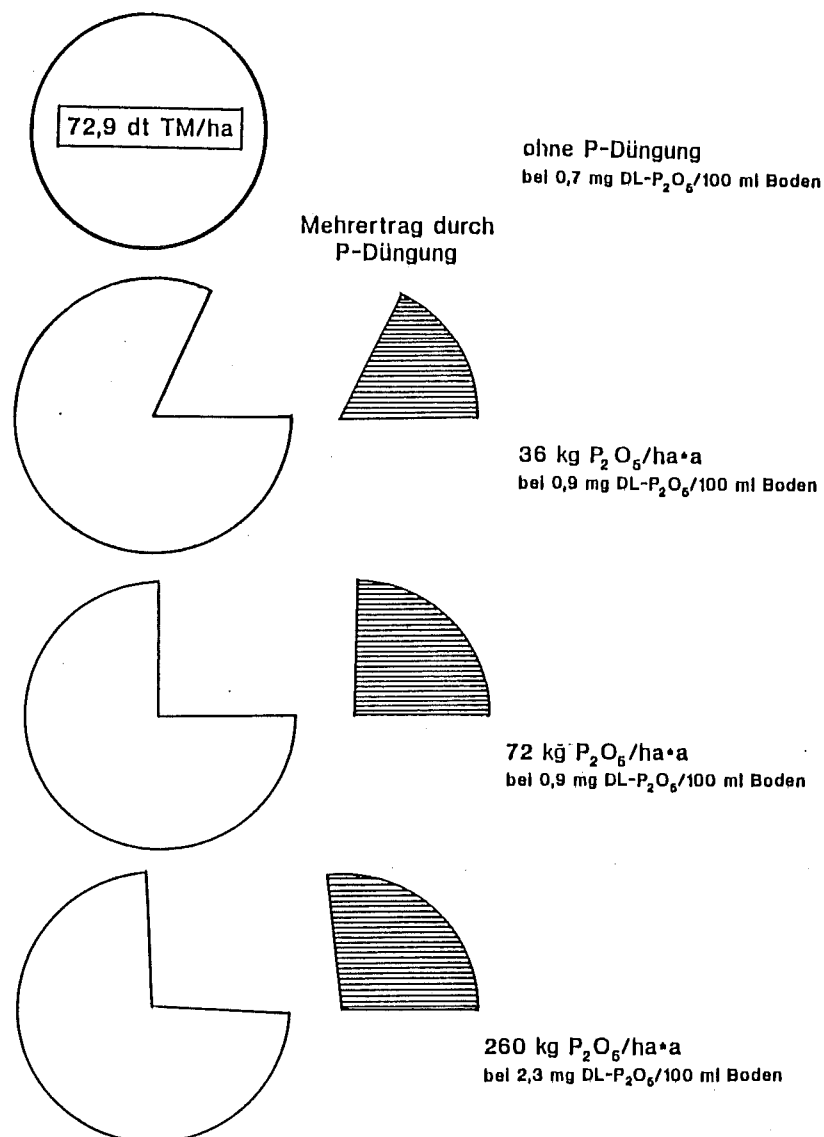 72,9 dt TM/ha
ohne P-Düngung
bei 0,7 mg DL-P₂O₅/100 ml Boden
Mehrertrag durch
P-Düngung
36 kg P₂O₅/ha*a
bei 0,9 mg DL-P₂O₅/100 ml Boden
72 kg P₂O₅/ha*a
bei 0,9 mg DL-P₂O₅/100 ml Boden
260 kg P₂O₅/ha*a
bei 2,3 mg DL-P₂O₅/100 ml Boden